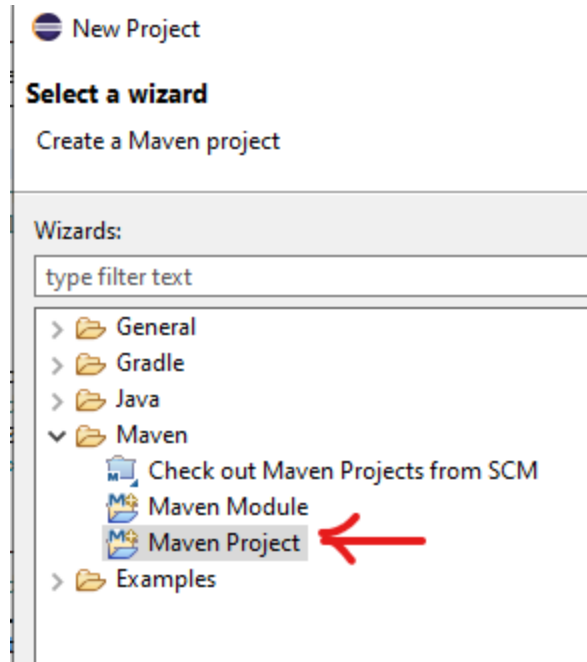 New Project
Select a wizard
Create a Maven project
Wizards:
type filter text
General
Gradle
Java
Maven
Check out Maven Projects from SCM
Maven Module
Maven Project
Examples